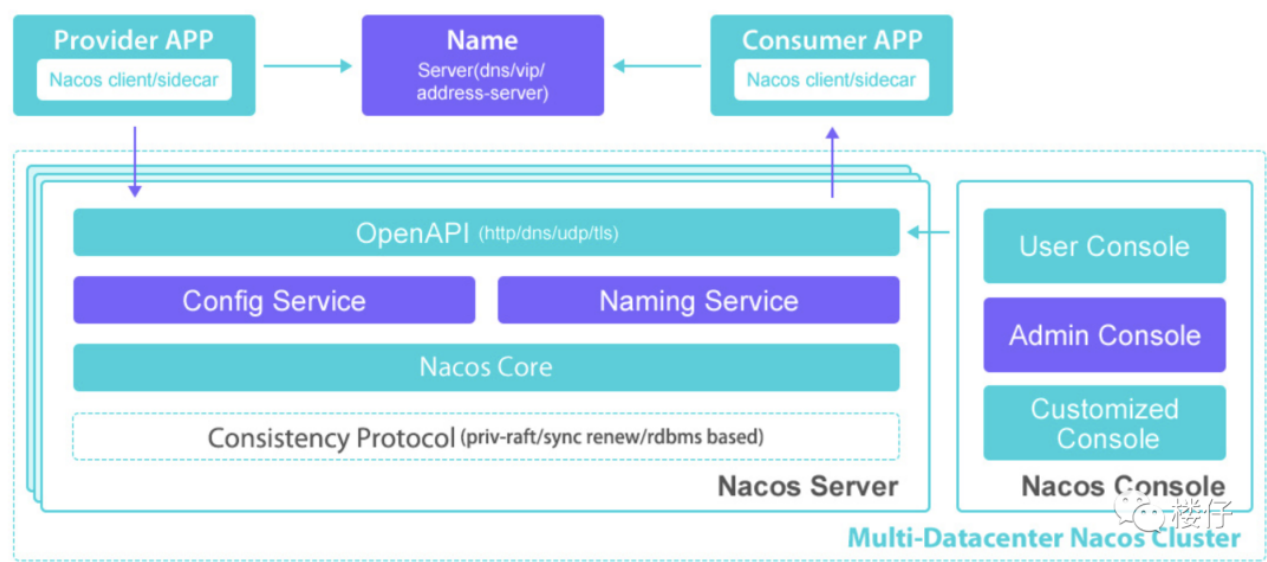 Provider APP
Nacos client/sidecar
Name
Server(dns/vip/
address-server)
Consumer APP
Nacos client/sidecar
OpenAPI (http/dns/udp/tls)
Config Service
Naming Service
Nacos Core
Consistency Protocol (priv-raft/sync renew/rdbms based)
Nacos Server
User Console
Admin Console
Customized
Console
Nacos Console
楼仔
Multi-Datacenter Nacos Cluster